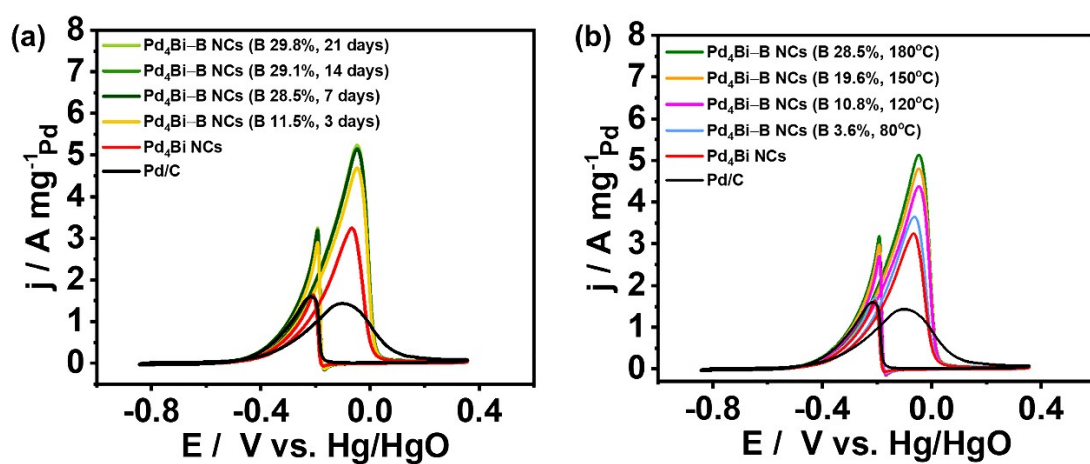 (a)
Pd₄Bi–B NCs (B 29.8%, 21 days)
Pd₄Bi–B NCs (B 29.1%, 14 days)
Pd₄Bi–B NCs (B 28.5%, 7 days)
Pd₄Bi–B NCs (B 11.5%, 3 days)
Pd₄Bi NCs
Pd/C
j / A mg⁻¹Pd
8
7
6
5
4
3
2
1
0
-0.8
-0.4
0.0
0.4
E / V vs. Hg/HgO
(b)
Pd₄Bi–B NCs (B 28.5%, 180°C)
Pd₄Bi–B NCs (B 19.6%, 150°C)
Pd₄Bi–B NCs (B 10.8%, 120°C)
Pd₄Bi–B NCs (B 3.6%, 80°C)
Pd₄Bi NCs
Pd/C
j / A mg⁻¹Pd
8
7
6
5
4
3
2
1
0
-0.8
-0.4
0.0
0.4
E / V vs. Hg/HgO